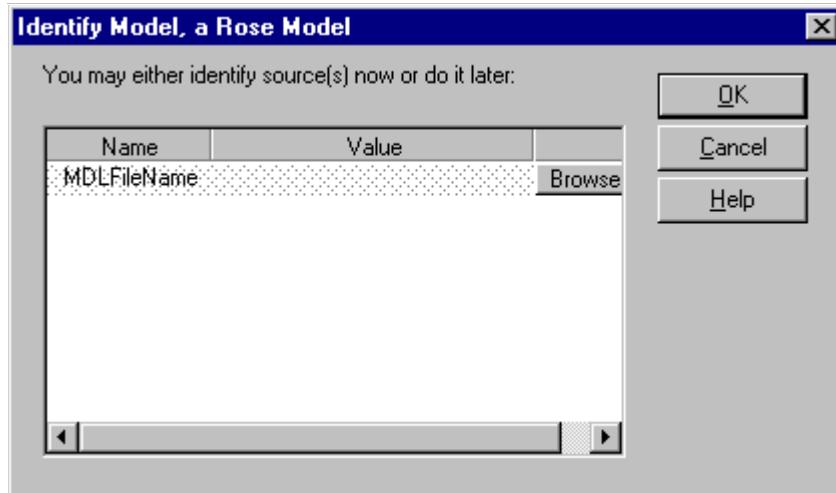 Identify Model, a Rose Model
You may either identify source(s) now or do it later:
OK
Name Value
Cancel
MDLFileName Browse
Help